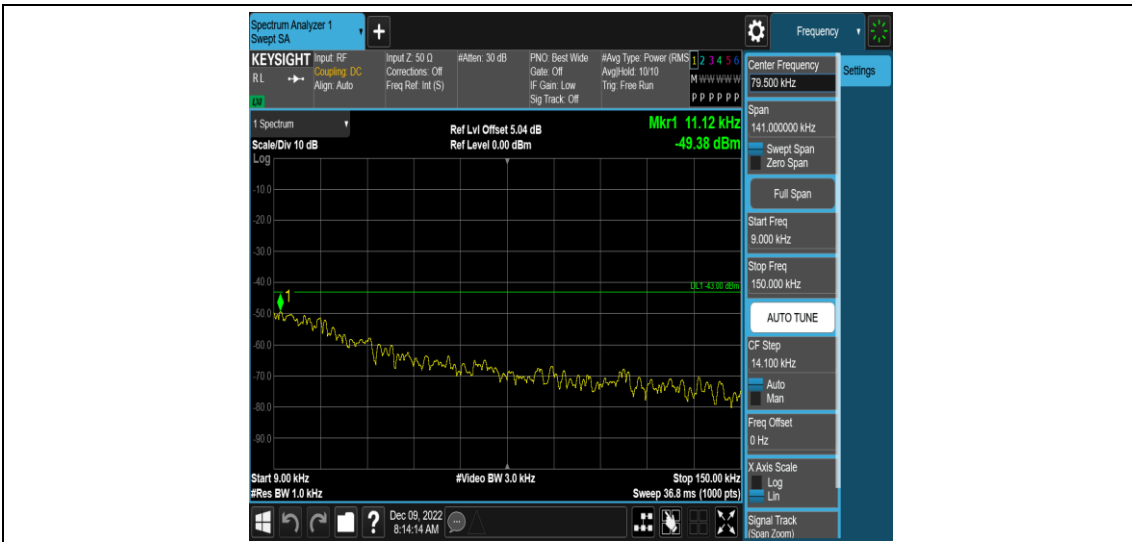 Spectrum Analyzer 1
Swept SA
+
Frequency
KEYSIGHT
RL
LXI
Input: RF
Coupling: DC
Align: Auto
Input Z: 50 Ω
Corrections: Off
Freq Ref: Int (S)
#Atten: 30 dB
PNO: Best Wide
Gate: Off
IF Gain: Low
Sig Track: Off
#Avg Type: Power (RMS
Avg|Hold: 10/10
Trig: Free Run
1 2 3 4 5 6
M W W W W W
P P P P P P
1 Spectrum
Scale/Div 10 dB
Ref Lvl Offset 5.04 dB
Ref Level 0.00 dBm
Mkr1 11.12 kHz
-49.38 dBm
Log
-10.0
-20.0
-30.0
-40.0
DL1 -43.00 dBm
1
-50.0
-60.0
-70.0
-80.0
-90.0
Start 9.00 kHz
#Video BW 3.0 kHz
Stop 150.00 kHz
#Res BW 1.0 kHz
Sweep 36.8 ms (1000 pts)
?
Dec 09, 2022
8:14:14 AM
Center Frequency
79.500 kHz
Settings
Span
141.000000 kHz
Swept Span
Zero Span
Full Span
Start Freq
9.000 kHz
Stop Freq
150.000 kHz
AUTO TUNE
CF Step
14.100 kHz
Auto
Man
Freq Offset
0 Hz
X Axis Scale
Log
Lin
Signal Track
(Span Zoom)